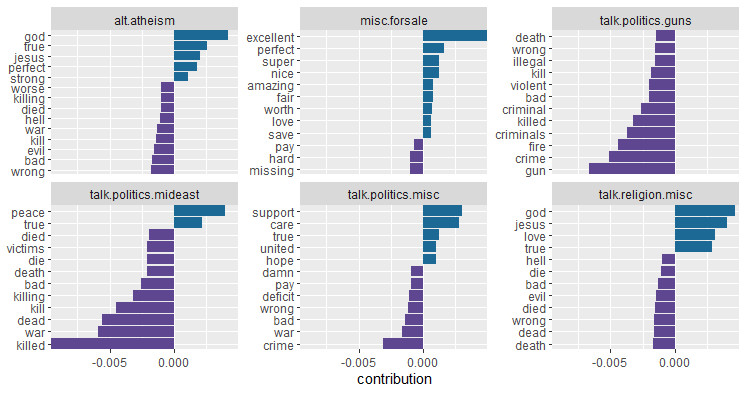 alt.atheism
god
true
jesus
perfect
strong
worse
killing
died
hell
war
kill
evil
bad
wrong
misc.forsale
excellent
perfect
super
nice
amazing
fair
worth
love
save
pay
hard
missing
talk.politics.guns
death
wrong
illegal
kill
violent
bad
criminal
killed
criminals
fire
crime
gun
talk.politics.mideast
peace
true
died
victims
die
death
bad
killing
kill
dead
war
killed
-0.005 0.000
talk.politics.misc
support
care
true
united
hope
damn
pay
deficit
wrong
bad
war
crime
-0.005 0.000
talk.religion.misc
god
jesus
love
true
hell
die
bad
evil
died
wrong
dead
death
-0.005 0.000
contribution